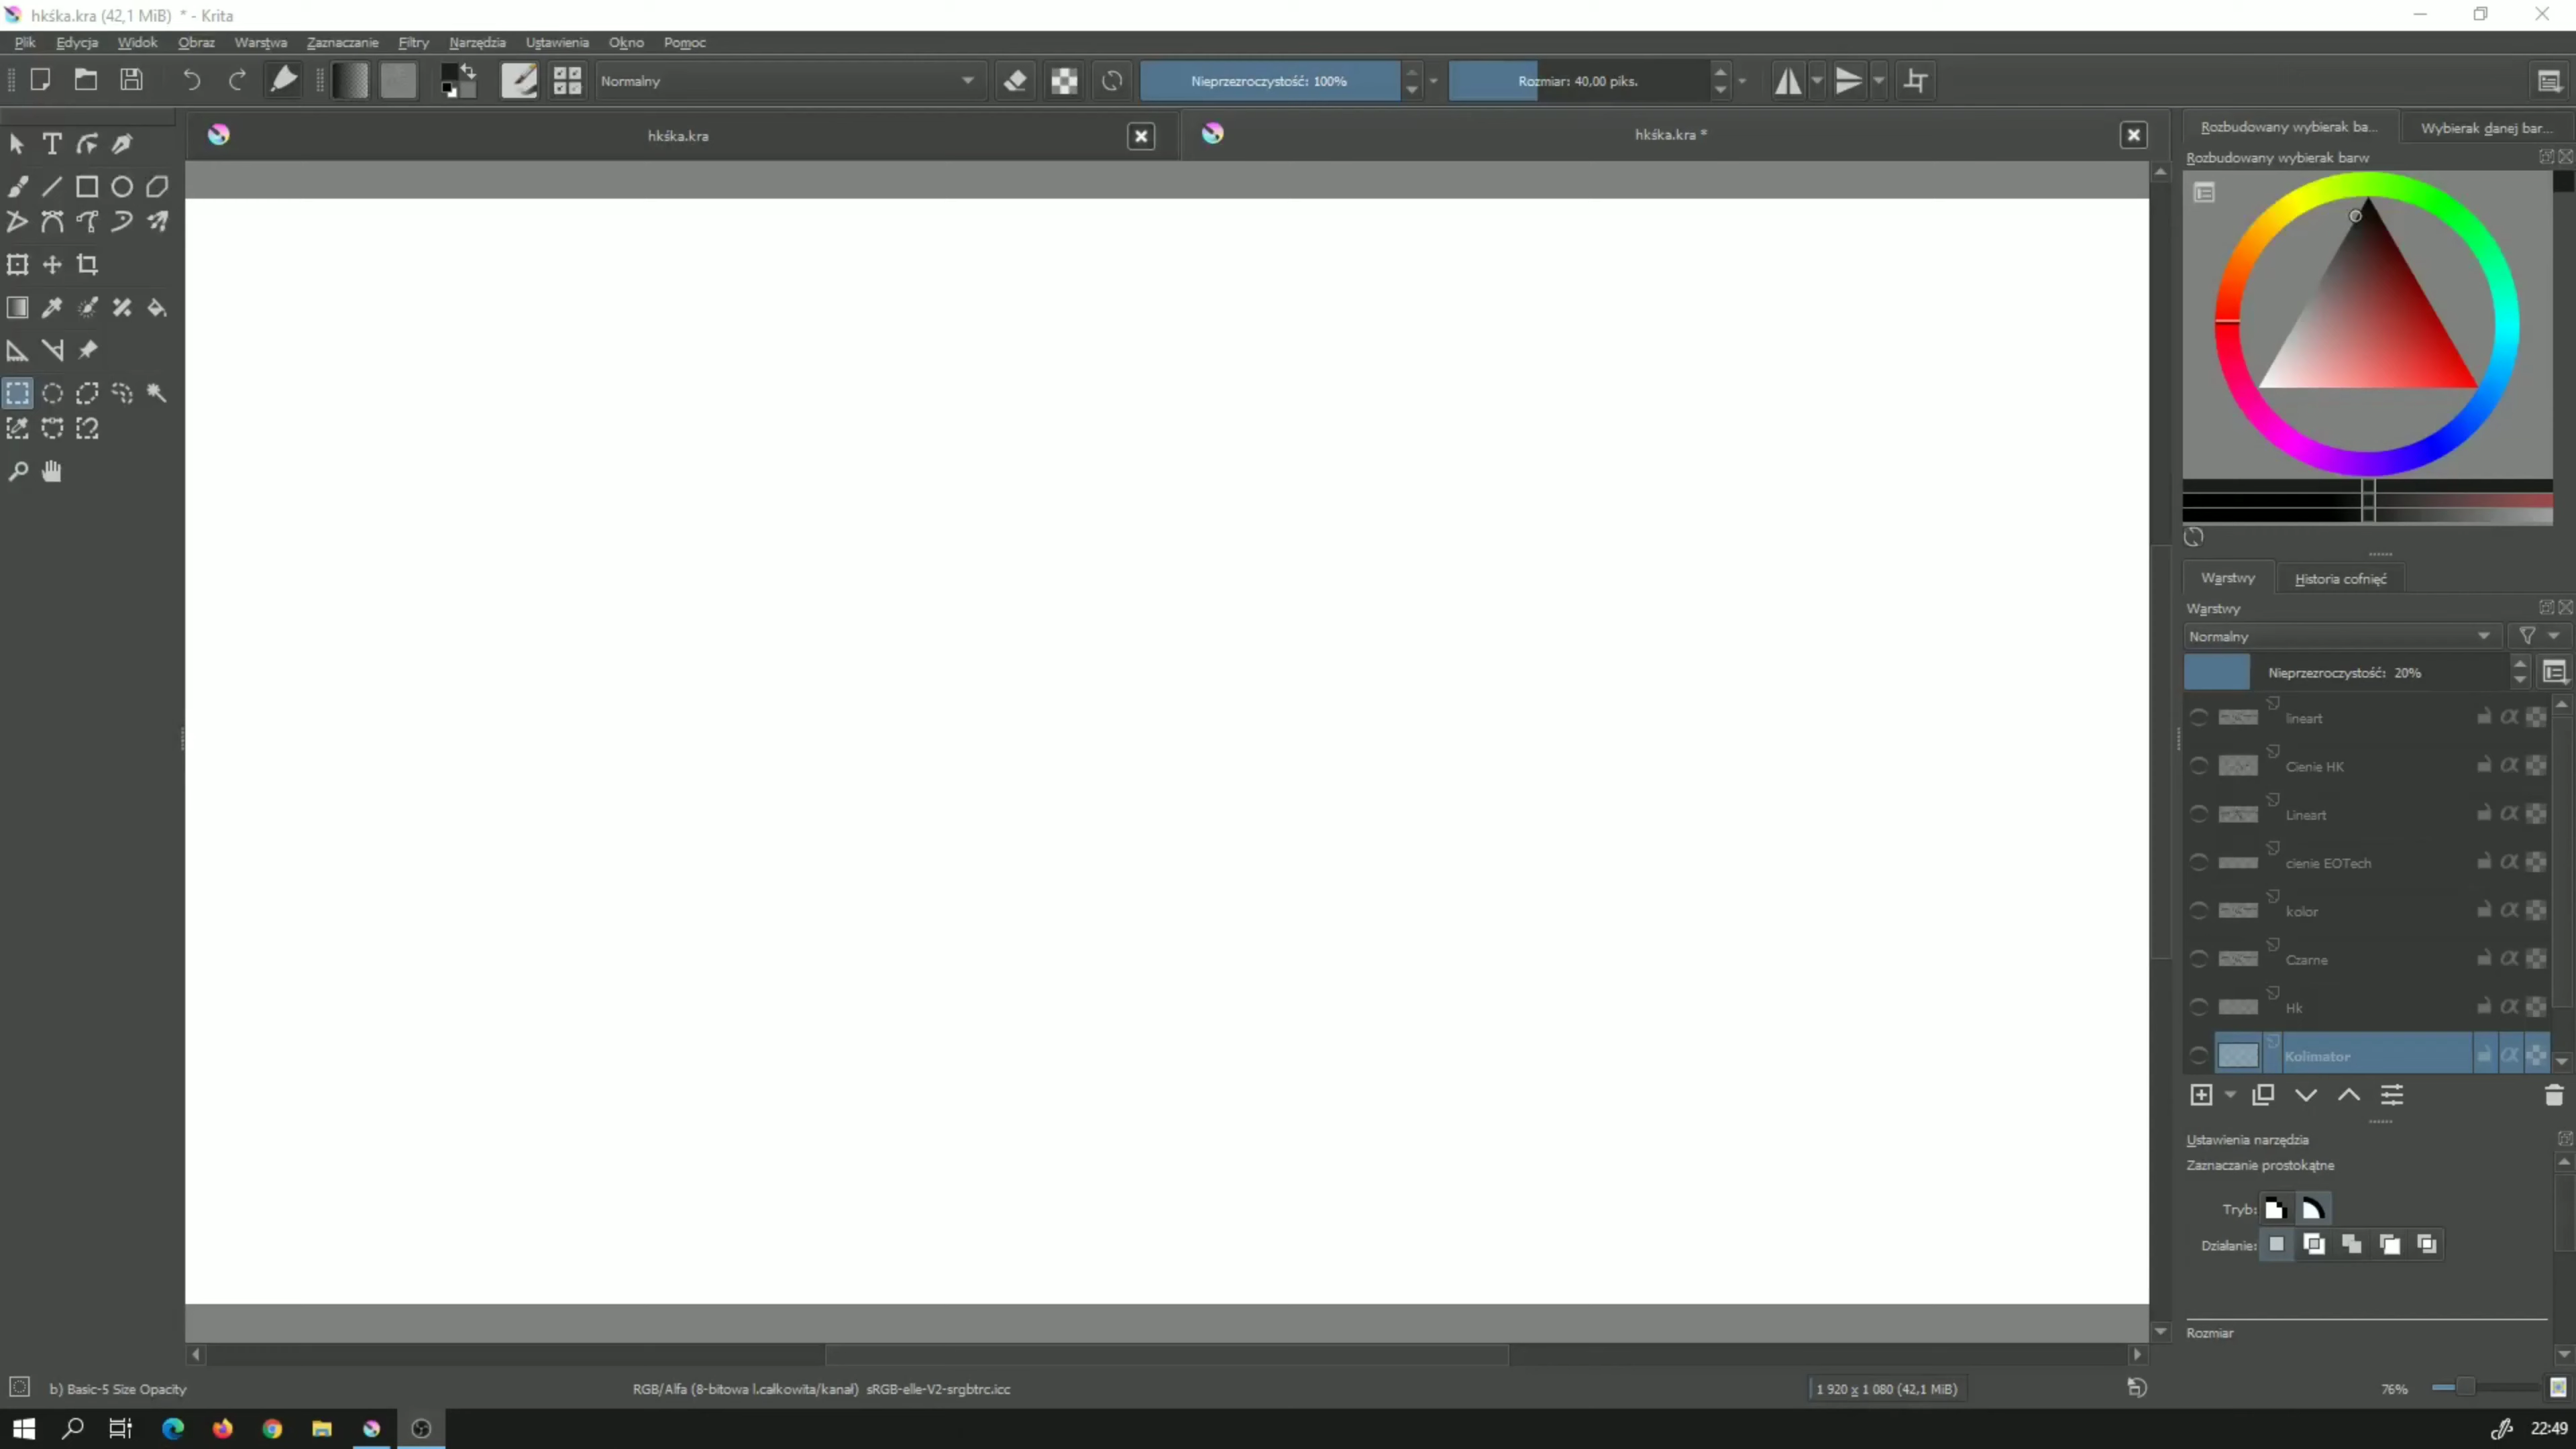 hkśka.kra (42,1 MiB) * - Krita
Plik Edycja Widok Obraz Warstwa Zaznaczanie Filtry Narzędzia Ustawienia Okno Pomoc
Normalny
Nieprzezroczystość: 100%
Rozmiar: 40,00 piks.
hkśka.kra
hkśka.kra *
Rozbudowany wybierak ba...
Wybierak danej bar...
Rozbudowany wybierak barw
Warstwy
Historia cofnięć
Warstwy
Normalny
Nieprzezroczystość: 20%
lineart
Cienie HK
Lineart
cienie EOTech
kolor
Czarne
Hk
Kolimator
Ustawienia narzędzia
Zaznaczanie prostokątne
Tryb:
Działanie:
Rozmiar
b) Basic-5 Size Opacity
RGB/Alfa (8-bitowa l.całkowita/kanał) sRGB-elle-V2-srgbtrc.icc
1 920 x 1 080 (42,1 MiB)
76%
22:49